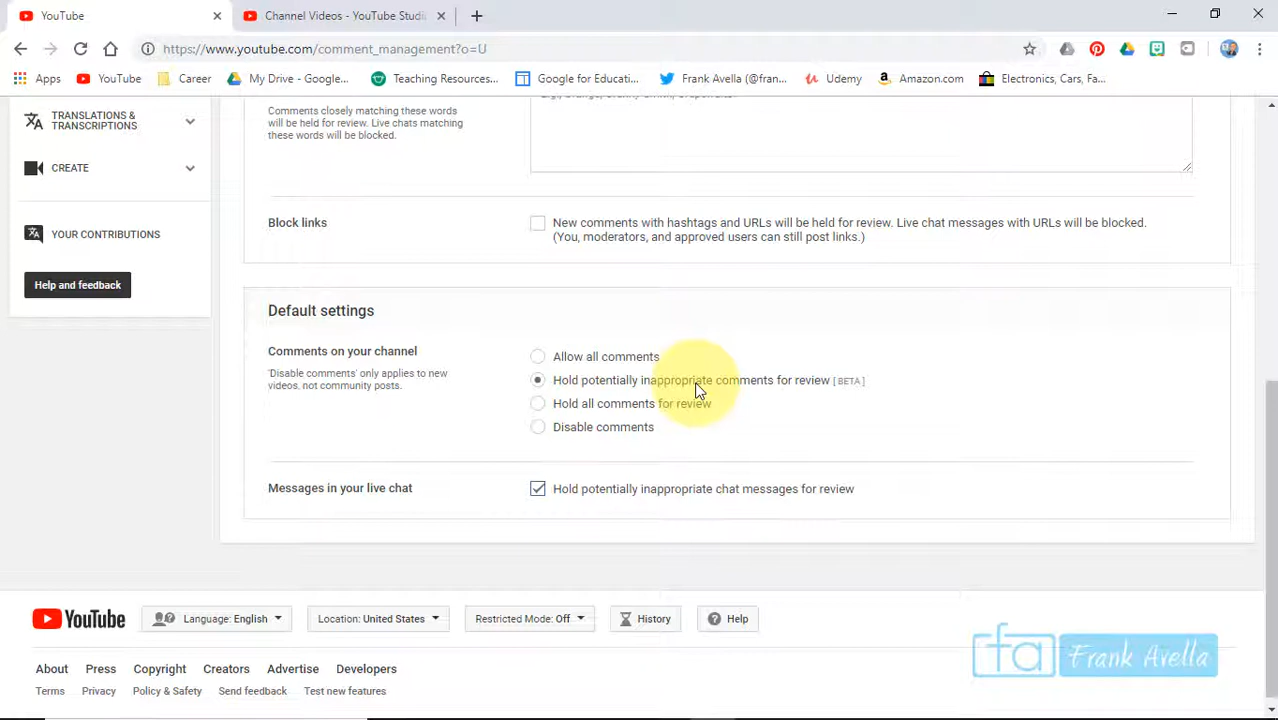 YouTube
Channel Videos - YouTube Studi
https://www.youtube.com/comment_management?o=U
Apps
YouTube
Career
My Drive - Google...
Teaching Resources...
Google for Educati...
Frank Avella (@fran...
Udemy
Amazon.com
Electronics, Cars, Fa...
TRANSLATIONS &
TRANSCRIPTIONS
CREATE
YOUR CONTRIBUTIONS
Help and feedback
Comments closely matching these words
will be held for review. Live chats matching
these words will be blocked.
Block links
New comments with hashtags and URLs will be held for review. Live chat messages with URLs will be blocked.
(You, moderators, and approved users can still post links.)
Default settings
Comments on your channel
'Disable comments' only applies to new
videos, not community posts.
Allow all comments
Hold potentially inappropriate comments for review [BETA]
Hold all comments for review
Disable comments
Messages in your live chat
Hold potentially inappropriate chat messages for review
YouTube
Language: English
Location: United States
Restricted Mode: Off
History
Help
About Press Copyright Creators Advertise Developers
Terms Privacy Policy & Safety Send feedback Test new features
fa Frank Avella